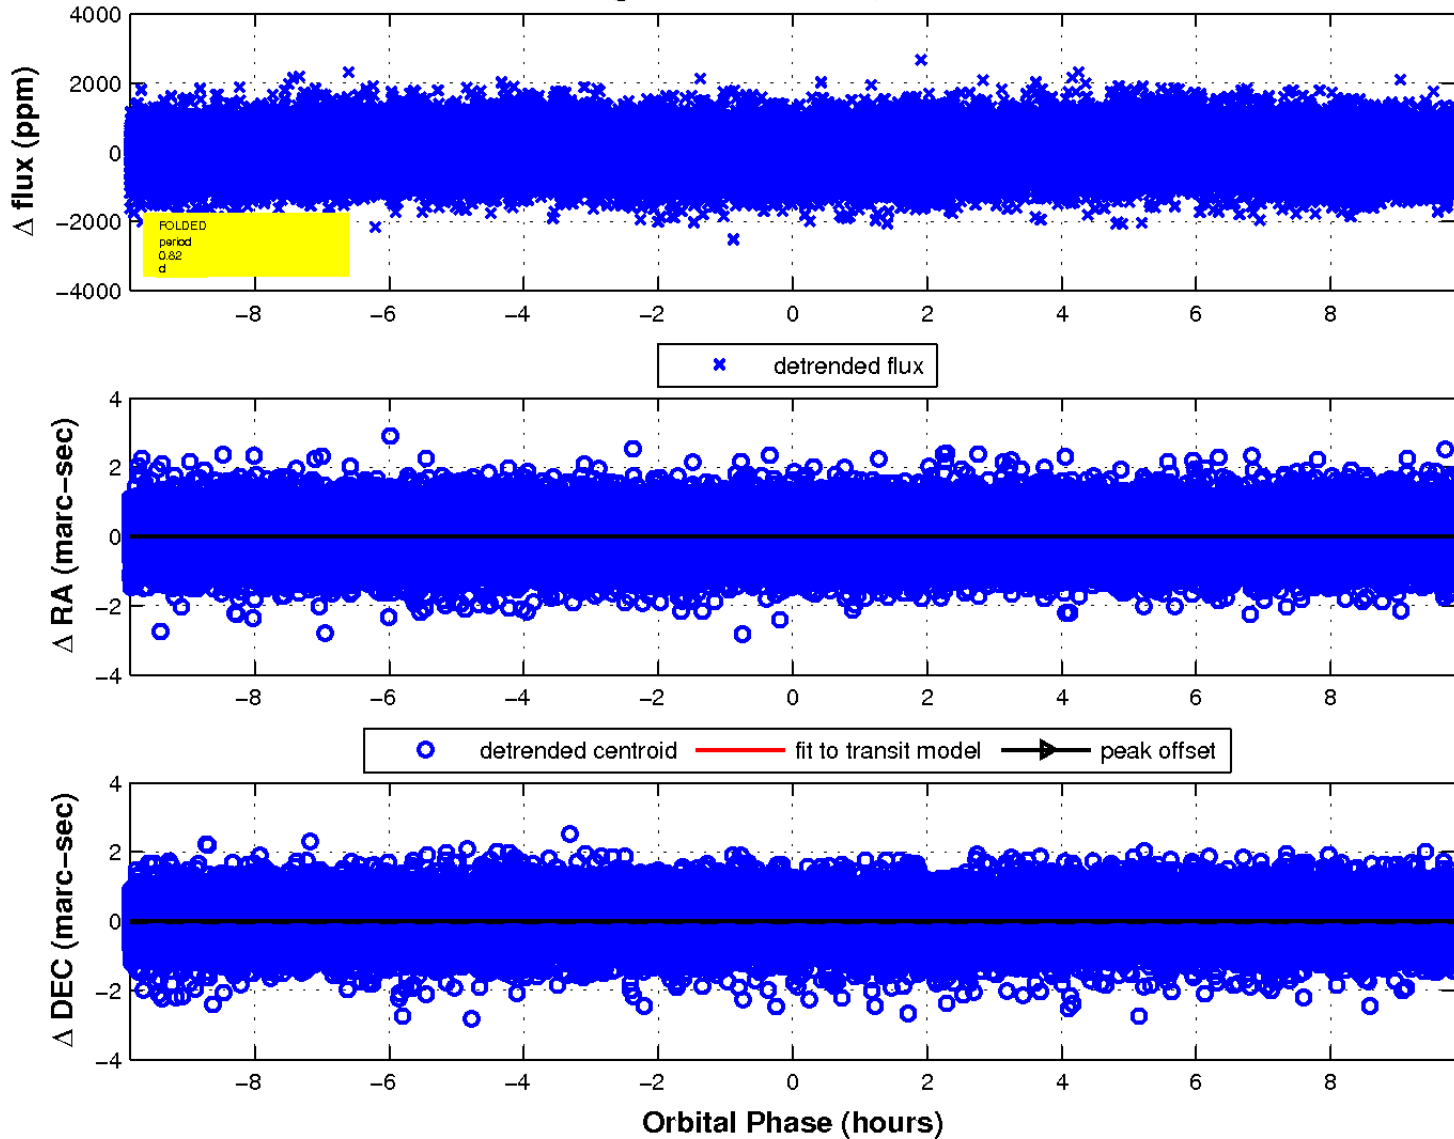 4000
2000
0
−2000
−4000
Δ flux (ppm)
FOLDED
period
0.82
d
−8 −6 −4 −2 0 2 4 6 8
detrended flux
4
2
0
−2
−4
Δ RA (marc−sec)
−8 −6 −4 −2 0 2 4 6 8
detrended centroid fit to transit model peak offset
4
2
0
−2
−4
Δ DEC (marc−sec)
−8 −6 −4 −2 0 2 4 6 8
Orbital Phase (hours)